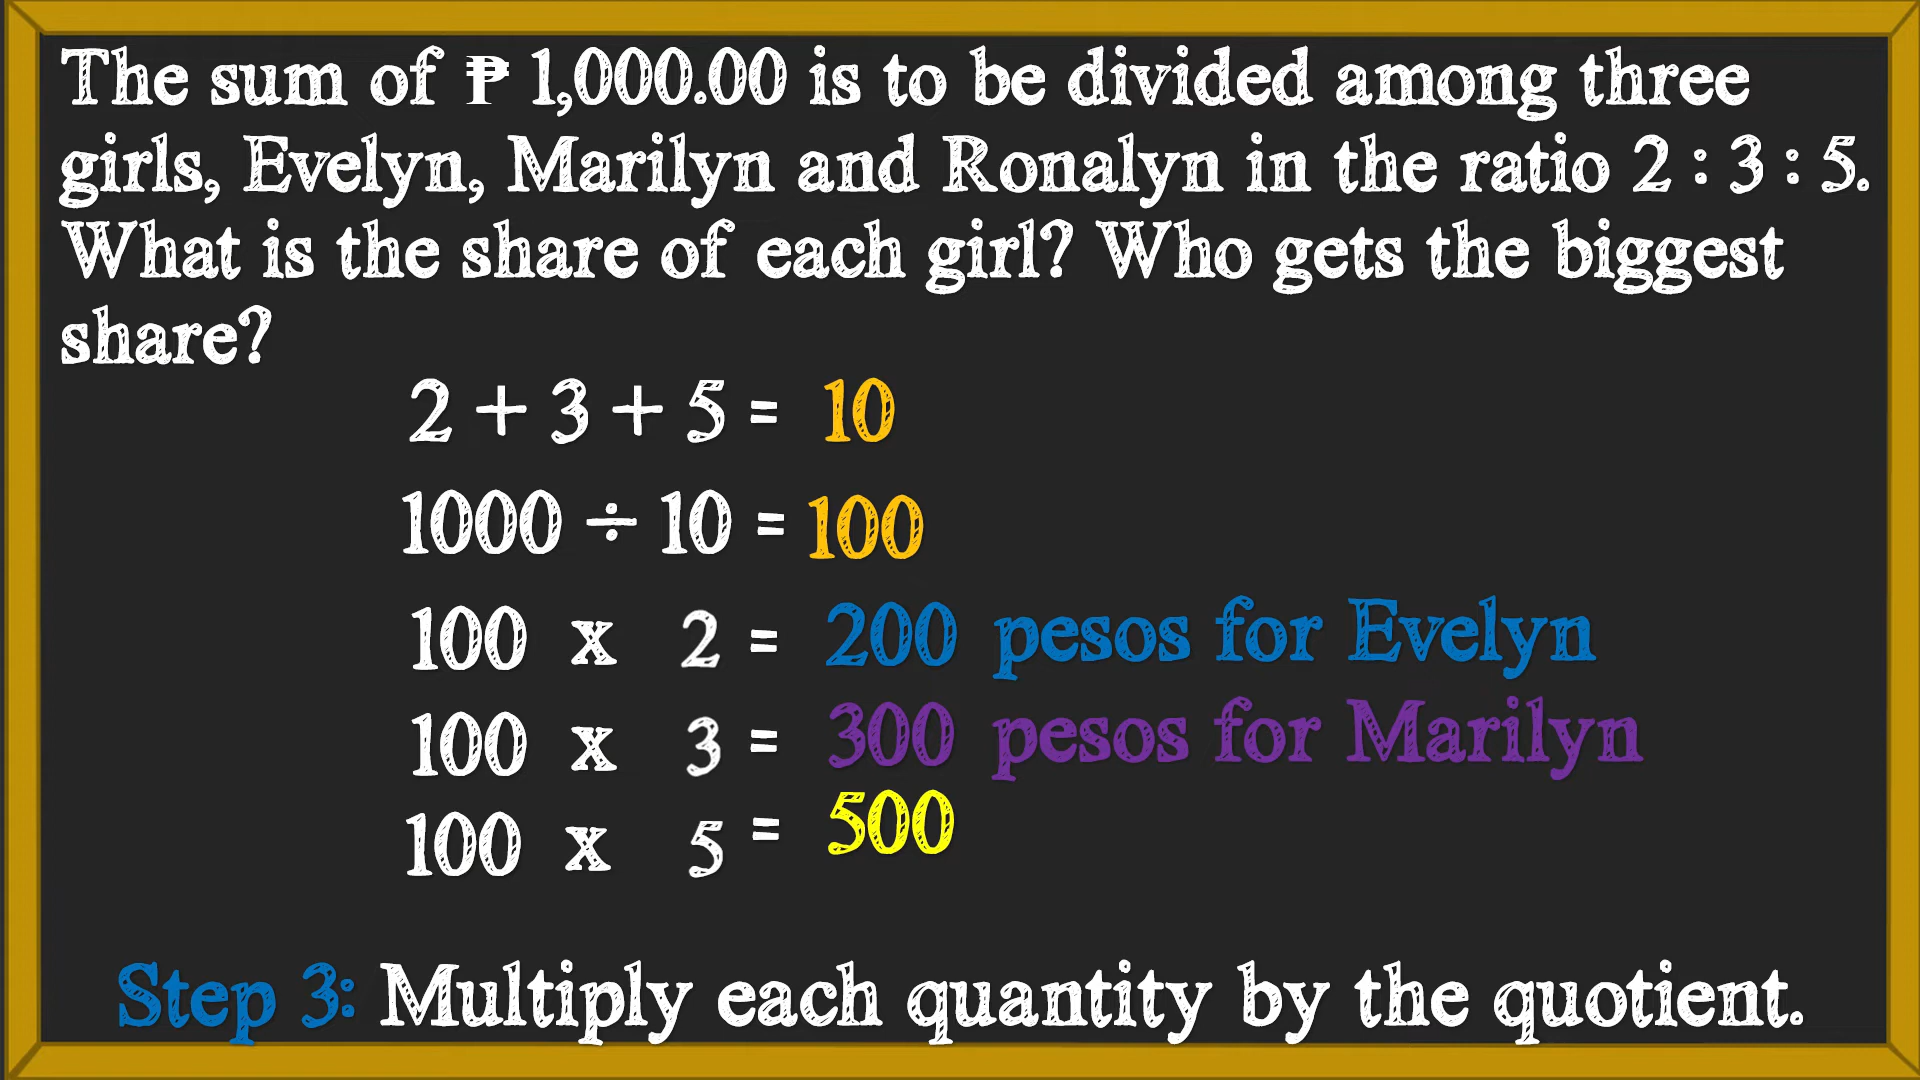 The sum of ₱ 1,000.00 is to be divided among three
girls, Evelyn, Marilyn and Ronalyn in the ratio 2 : 3 : 5.
What is the share of each girl? Who gets the biggest
share?
2 + 3 + 5 = 10
1000 ÷ 10 = 100
100 x 2 = 200 pesos for Evelyn
100 x 3 = 300 pesos for Marilyn
100 x 5 = 500
Step 3: Multiply each quantity by the quotient.